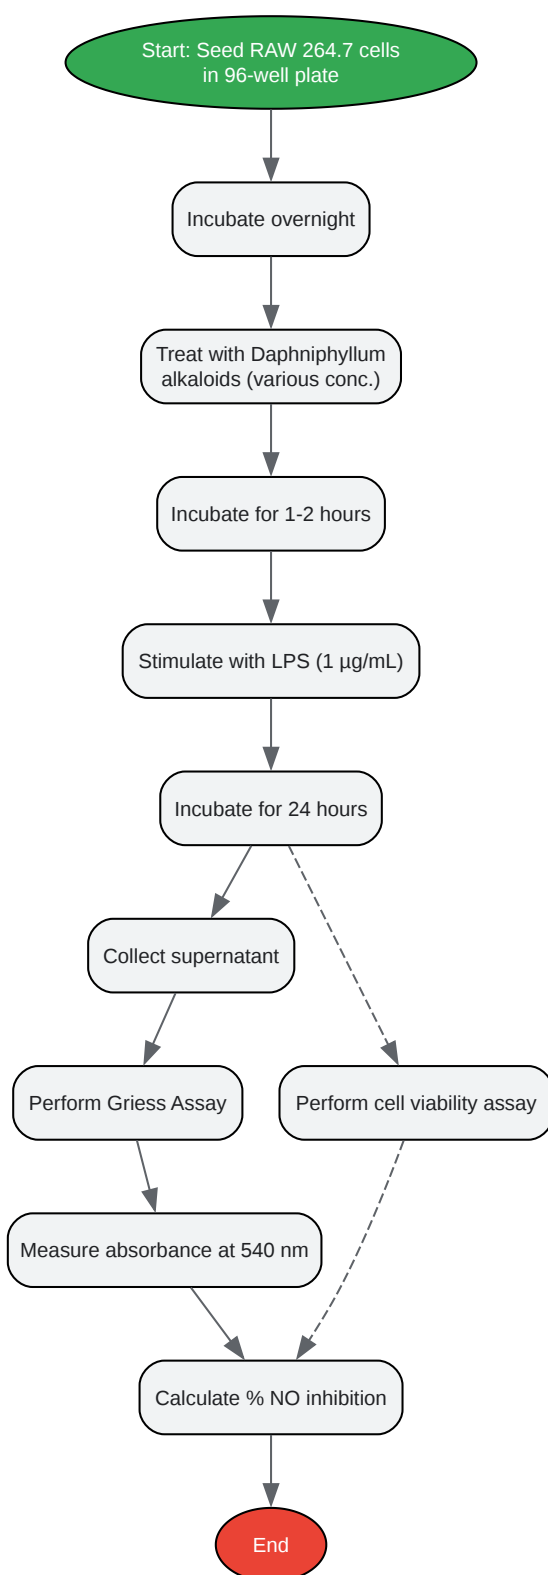 Start: Seed RAW 264.7 cells
in 96-well plate
Incubate overnight
Treat with Daphniphyllum
alkaloids (various conc.)
Incubate for 1-2 hours
Stimulate with LPS (1 µg/mL)
Incubate for 24 hours
Collect supernatant
Perform Griess Assay
Perform cell viability assay
Measure absorbance at 540 nm
Calculate % NO inhibition
End